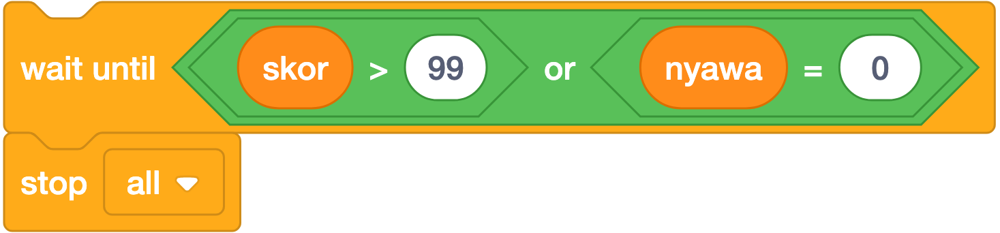 wait until skor > 99 or nyawa = 0
stop all